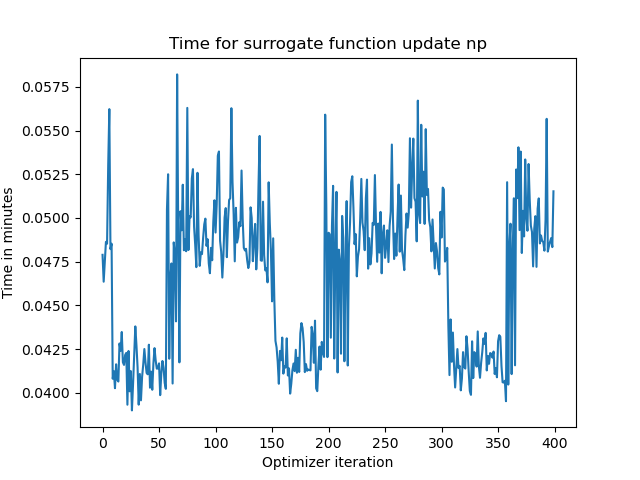 Time for surrogate function update np
Time in minutes
0.0575
0.0550
0.0525
0.0500
0.0475
0.0450
0.0425
0.0400
0 50 100 150 200 250 300 350 400
Optimizer iteration